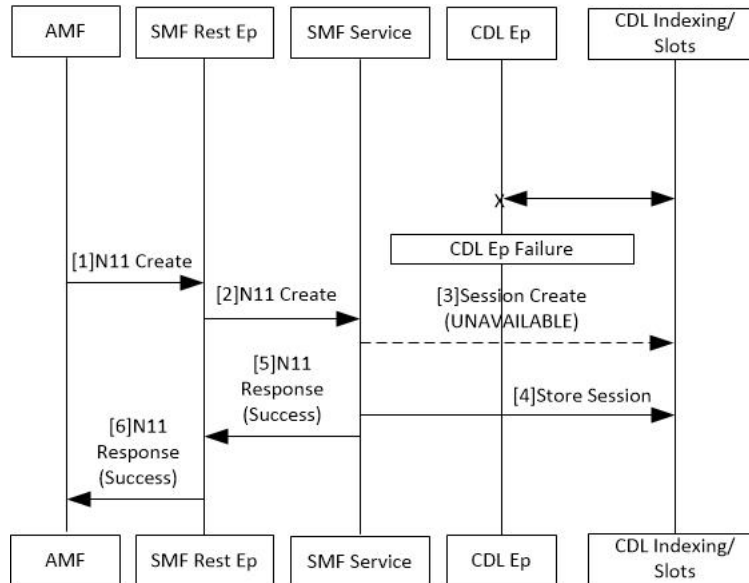 AMF
SMF Rest Ep
SMF Service
CDL Ep
CDL Indexing/
Slots
X
CDL Ep Failure
[1]N11 Create
[2]N11 Create
[3]Session Create
(UNAVAILABLE)
[5]N11
Response
(Success)
[4]Store Session
[6]N11
Response
(Success)
AMF
SMF Rest Ep
SMF Service
CDL Ep
CDL Indexing/
Slots